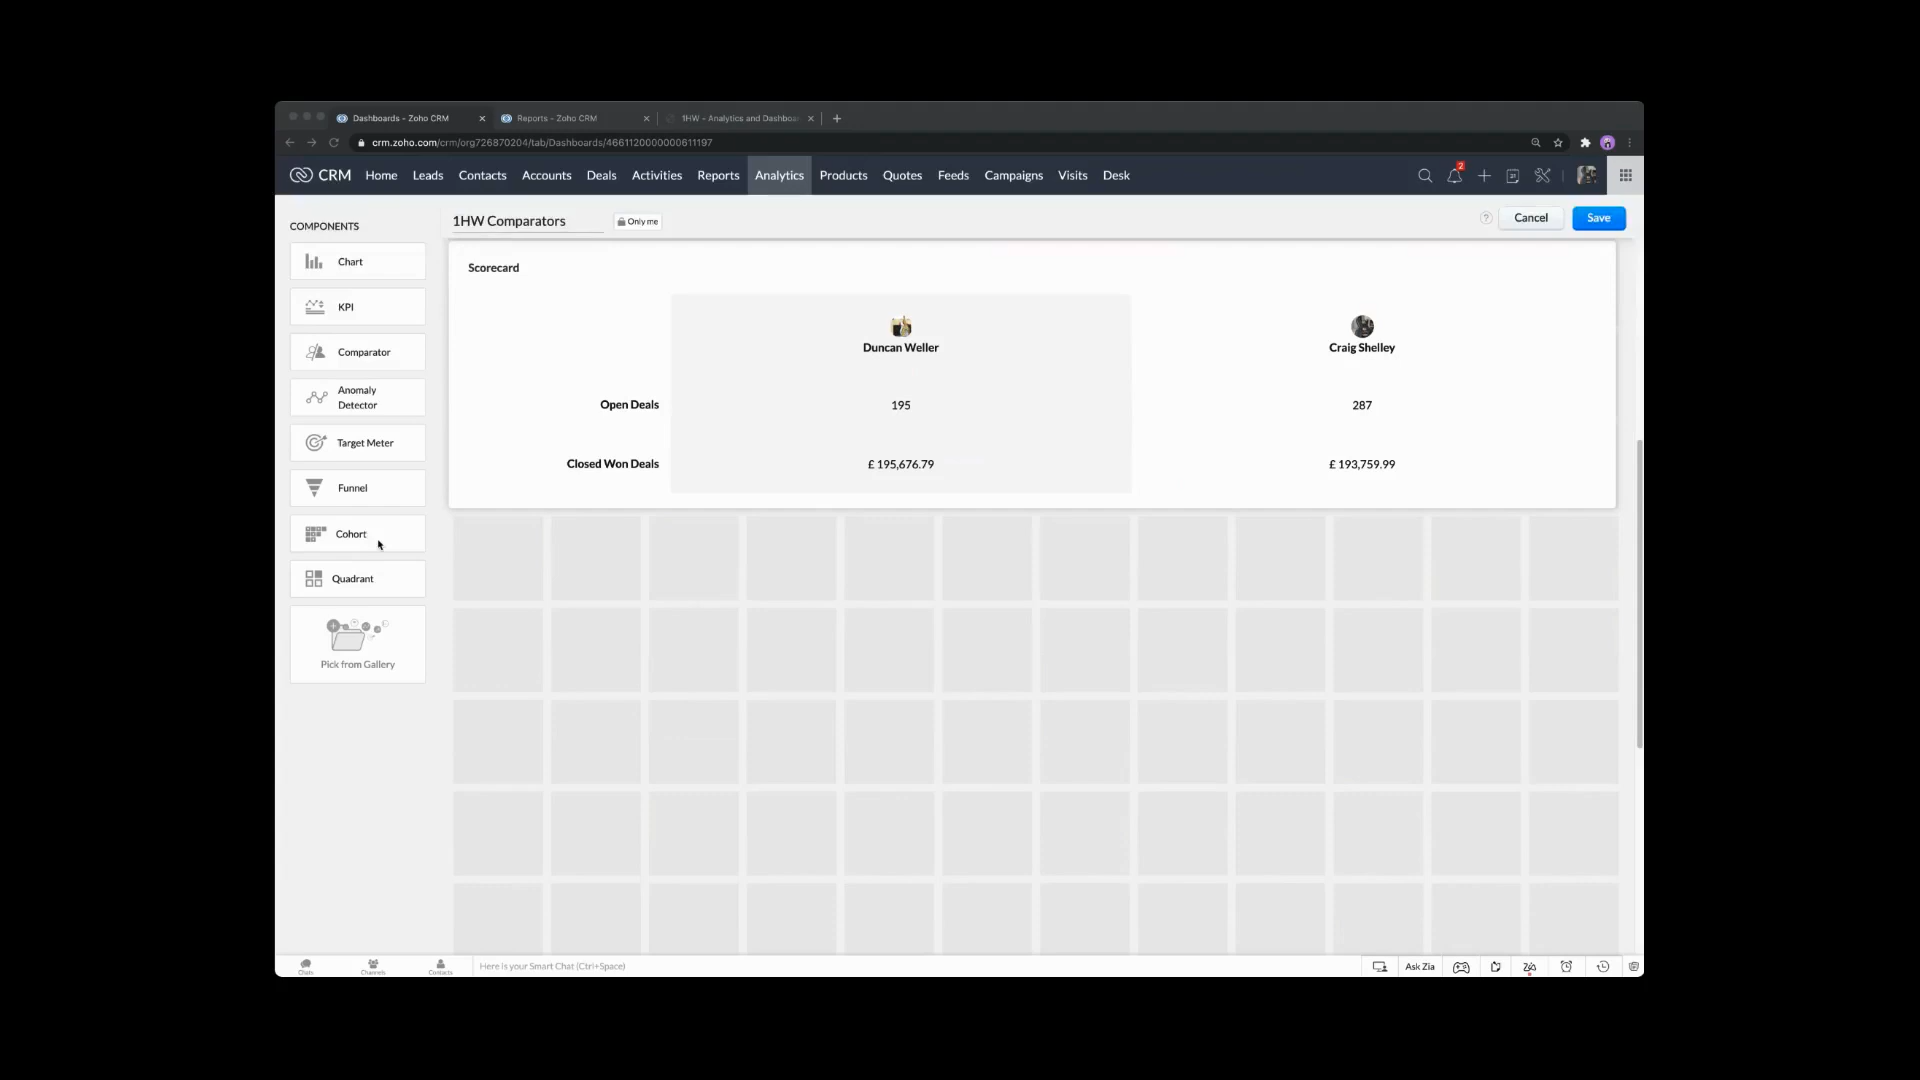 Dashboards - Zoho CRM
Reports - Zoho CRM
1HW - Analytics and Dashboa
crm.zoho.com/crm/org726870204/tab/Dashboards/4661120000000611197
CRM Home Leads Contacts Accounts Deals Activities Reports Analytics Products Quotes Feeds Campaigns Visits Desk
2
COMPONENTS
1HW Comparators
Only me
?
Cancel
Save
Chart
KPI
Comparator
Anomaly
Detector
Target Meter
Funnel
Cohort
Quadrant
Pick from Gallery
Scorecard
Duncan Weller
Craig Shelley
Open Deals 195 287
Closed Won Deals £ 195,676.79 £ 193,759.99
Chats
Channels
Contacts
Here is your Smart Chat (Ctrl+Space)
Ask Zia